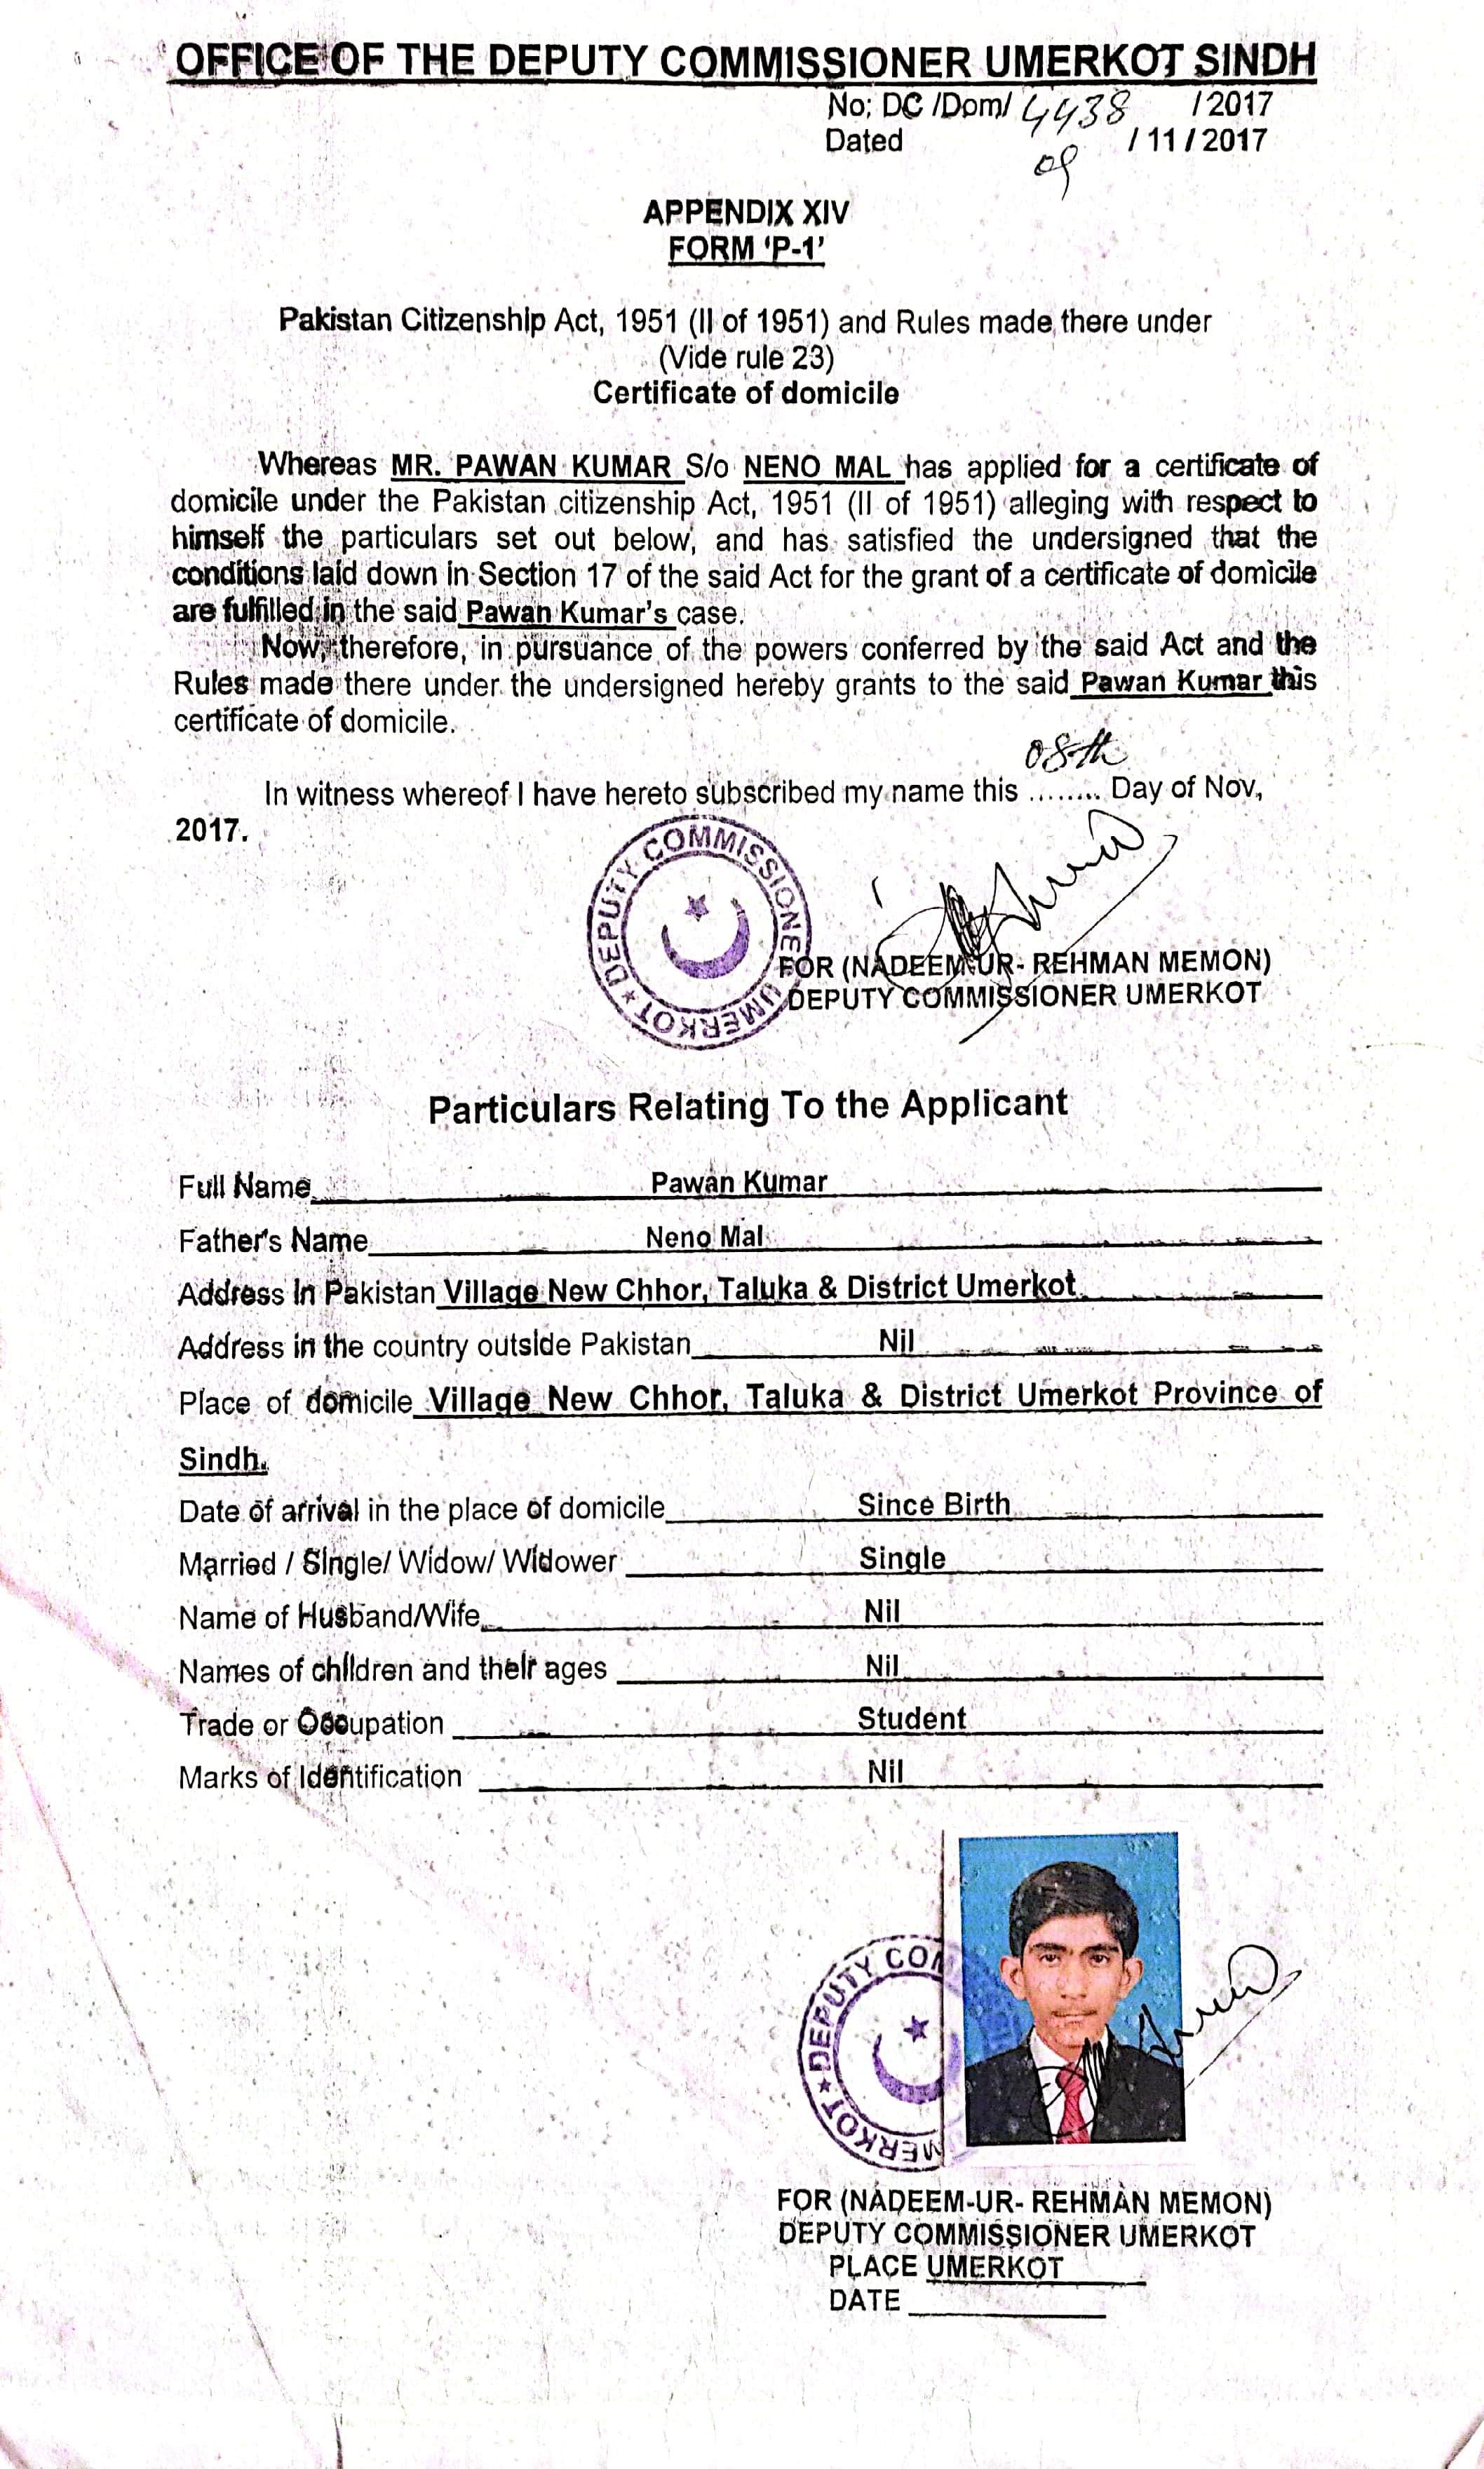 OFFICE OF THE DEPUTY COMMISSIONER UMERKOT SINDH
No; DC /Dom/ 4438 / 2017
Dated 09 / 11 / 2017
APPENDIX XIV
FORM ‘P-1’
Pakistan Citizenship Act, 1951 (II of 1951) and Rules made there under
(Vide rule 23)
Certificate of domicile
Whereas MR. PAWAN KUMAR S/o NENO MAL has applied for a certificate of
domicile under the Pakistan citizenship Act, 1951 (II of 1951) alleging with respect to
himself the particulars set out below, and has satisfied the undersigned that the
conditions laid down in Section 17 of the said Act for the grant of a certificate of domicile
are fulfilled in the said Pawan Kumar’s case.
Now, therefore, in pursuance of the powers conferred by the said Act and the
Rules made there under the undersigned hereby grants to the said Pawan Kumar this
certificate of domicile.
In witness whereof I have hereto subscribed my name this ........ 08th Day of Nov,
2017.
DEPUTY COMMISSIONE UMERKOT
FOR (NADEEM-UR- REHMAN MEMON)
DEPUTY COMMISSIONER UMERKOT
Particulars Relating To the Applicant
Full Name Pawan Kumar
Father's Name Neno Mal
Address in Pakistan Village New Chhor, Taluka & District Umerkot
Address in the country outside Pakistan Nil
Place of domicile Village New Chhor, Taluka & District Umerkot Province of
Sindh.
Date of arrival in the place of domicile Since Birth
Married / Single/ Widow/ Widower Single
Name of Husband/Wife Nil
Names of children and their ages Nil
Trade or Occupation Student
Marks of Identification Nil
DEPUTY COM MERKOT
FOR (NADEEM-UR- REHMAN MEMON)
DEPUTY COMMISSIONER UMERKOT
PLACE UMERKOT
DATE